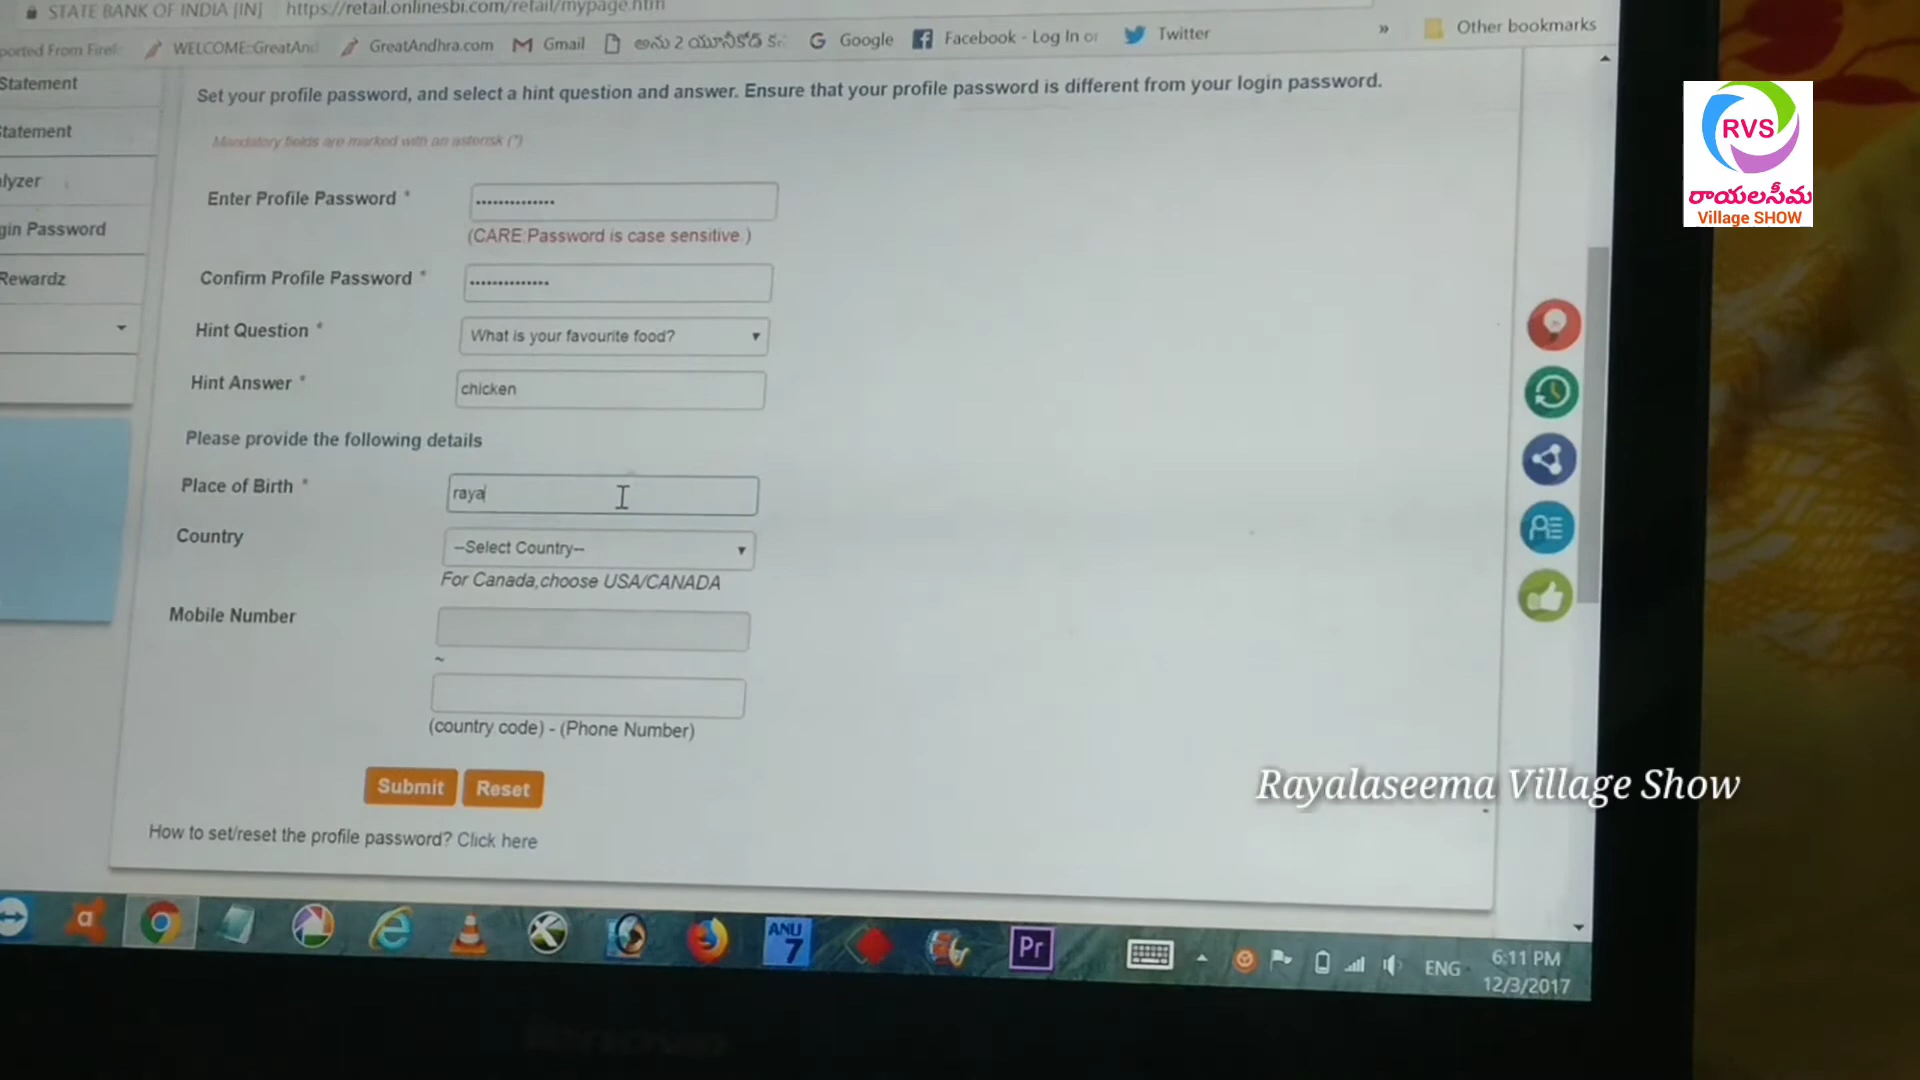 STATE BANK OF INDIA [IN] https://retail.onlinesbi.com/retail/mypage.htm
WELCOME::GreatAnd GreatAndhra.com Gmail అను 2 యూనీకోడ్ Google Facebook - Log In or Twitter » Other bookmarks
Statement
Statement
alyzer
gin Password
Rewardz
Set your profile password, and select a hint question and answer. Ensure that your profile password is different from your login password.
Mandatory fields are marked with an asterisk (*)
Enter Profile Password * ••••••••••••••
(CARE:Password is case sensitive.)
Confirm Profile Password * ••••••••••••••
Hint Question * What is your favourite food?
Hint Answer * chicken
Please provide the following details
Place of Birth * raya
Country --Select Country--
For Canada,choose USA/CANADA
Mobile Number
~
(country code) - (Phone Number)
Submit Reset
How to set/reset the profile password? Click here
RVS
రాయలసీమ
Village SHOW
Rayalaseema Village Show
a ANU 7 Pr ENG 6:11 PM
12/3/2017